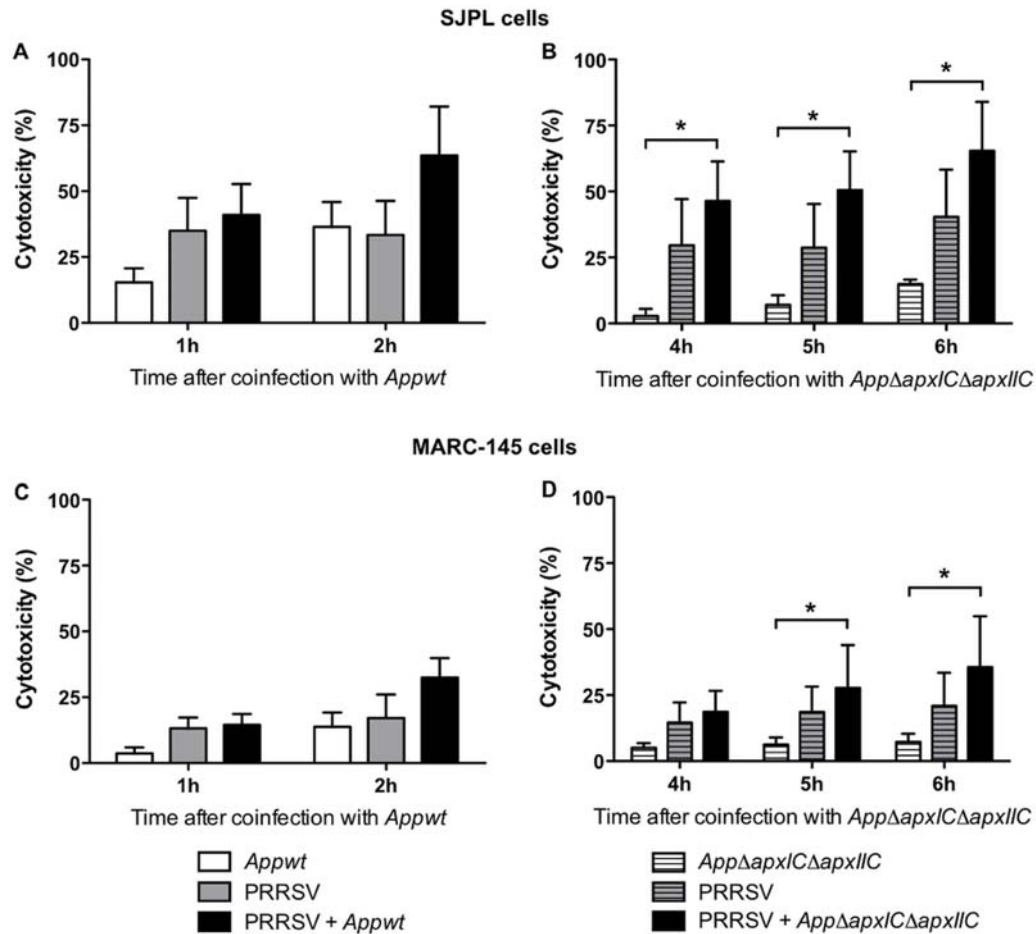 SJPL cells
A
100
75
50
25
0
Cytotoxicity (%)
1h 2h
Time after coinfection with Appwt
B
100
75
50
25
0
Cytotoxicity (%)
* * *
4h 5h 6h
Time after coinfection with AppΔapxICΔapxIIC
MARC-145 cells
C
100
75
50
25
0
Cytotoxicity (%)
1h 2h
Time after coinfection with Appwt
D
100
75
50
25
0
Cytotoxicity (%)
* *
4h 5h 6h
Time after coinfection with AppΔapxICΔapxIIC
Appwt
PRRSV
PRRSV + Appwt
AppΔapxICΔapxIIC
PRRSV
PRRSV + AppΔapxICΔapxIIC